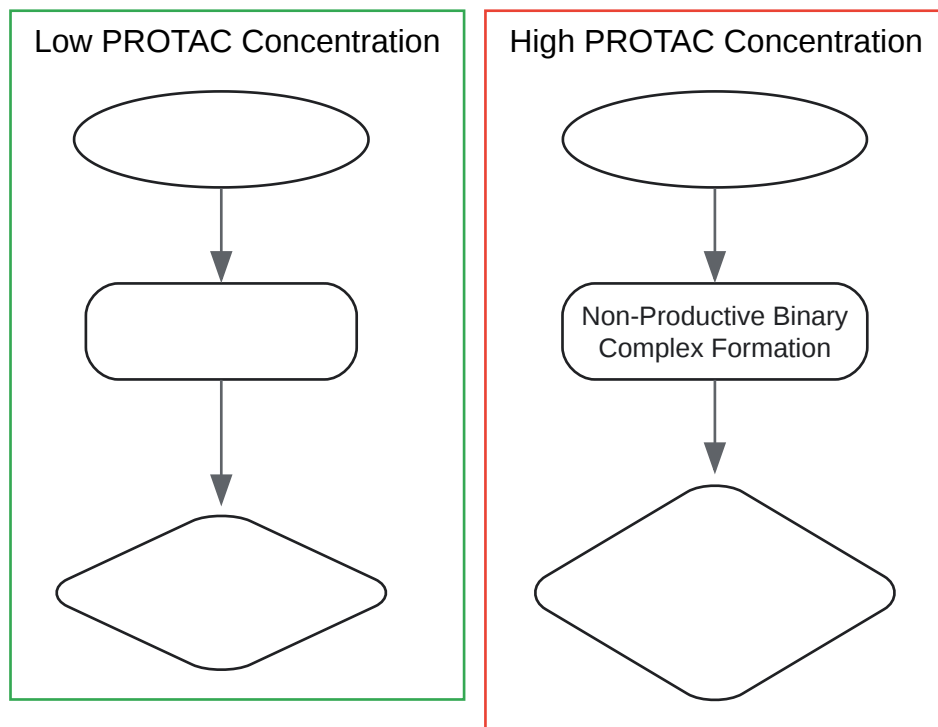 Low PROTAC Concentration
High PROTAC Concentration
Non-Productive Binary
Complex Formation